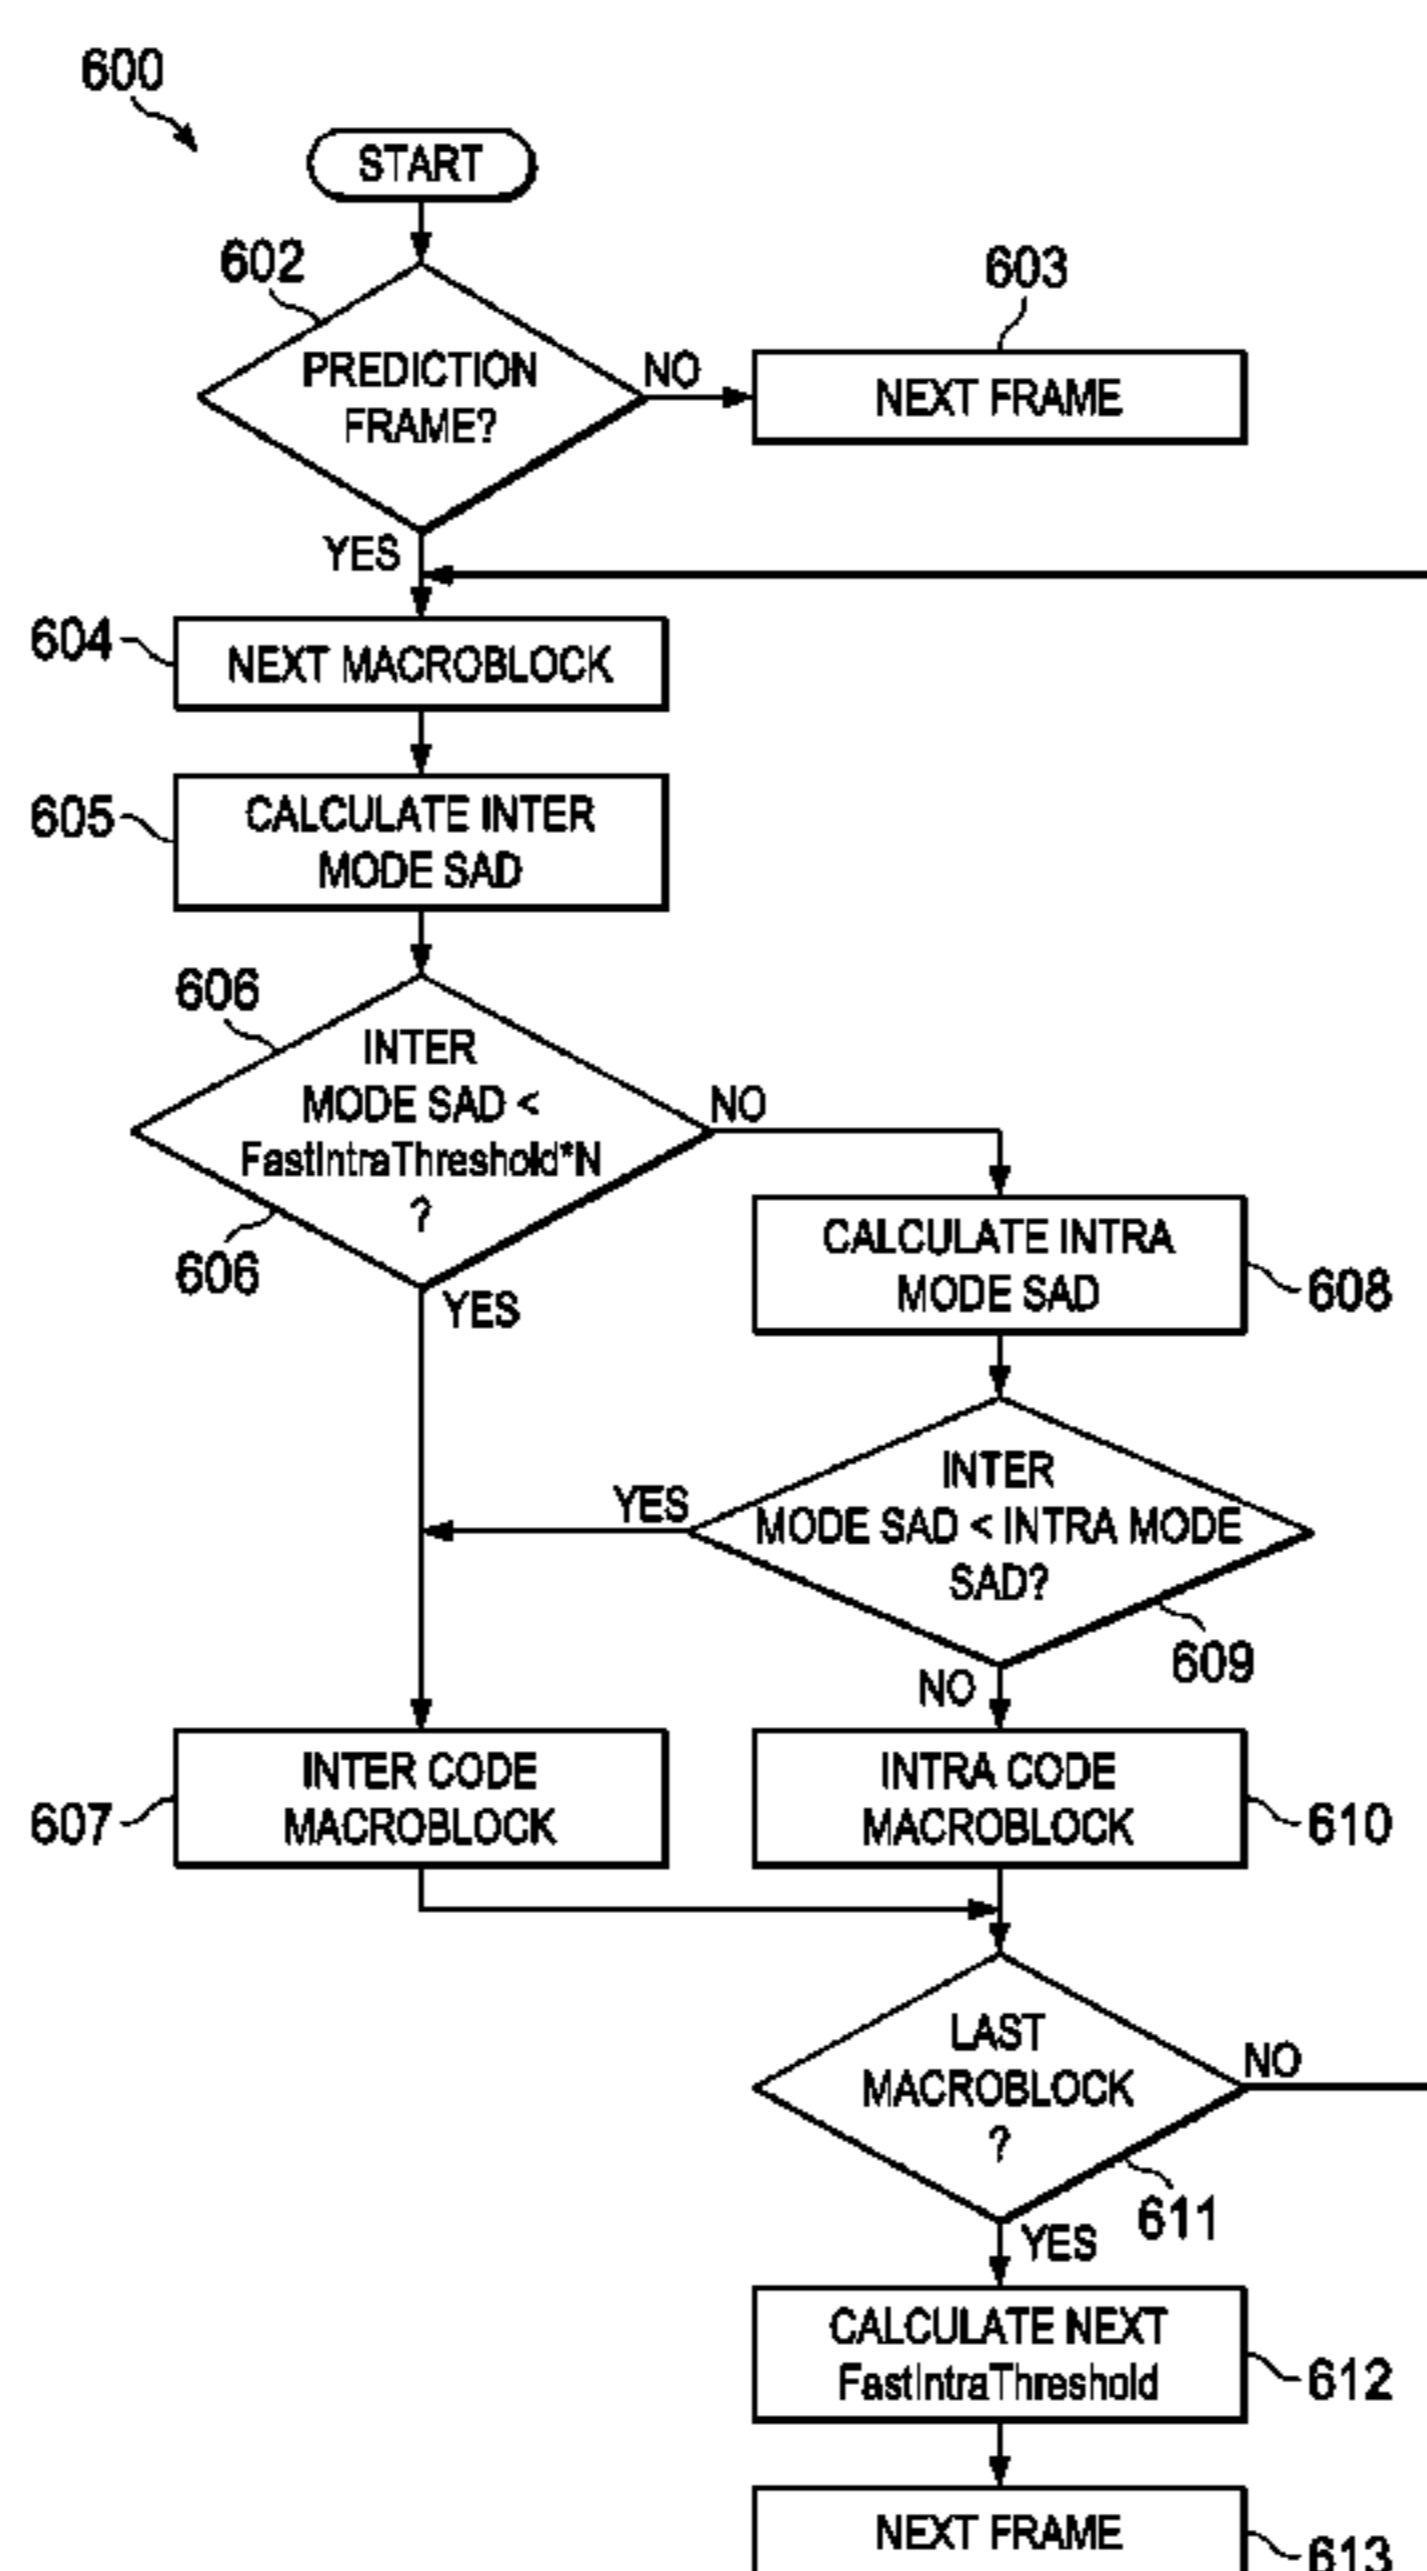 600
START
602
603
PREDICTION
FRAME?
NO
NEXT FRAME
YES
604
NEXT MACROBLOCK
605
CALCULATE INTER
MODE SAD
606
INTER
MODE SAD <
FastIntraThreshold*N
?
NO
606
YES
CALCULATE INTRA
MODE SAD
608
INTER
MODE SAD < INTRA MODE
SAD?
YES
609
NO
607
INTER CODE
MACROBLOCK
INTRA CODE
MACROBLOCK
610
LAST
MACROBLOCK
?
NO
611
YES
CALCULATE NEXT
FastIntraThreshold
612
NEXT FRAME
613